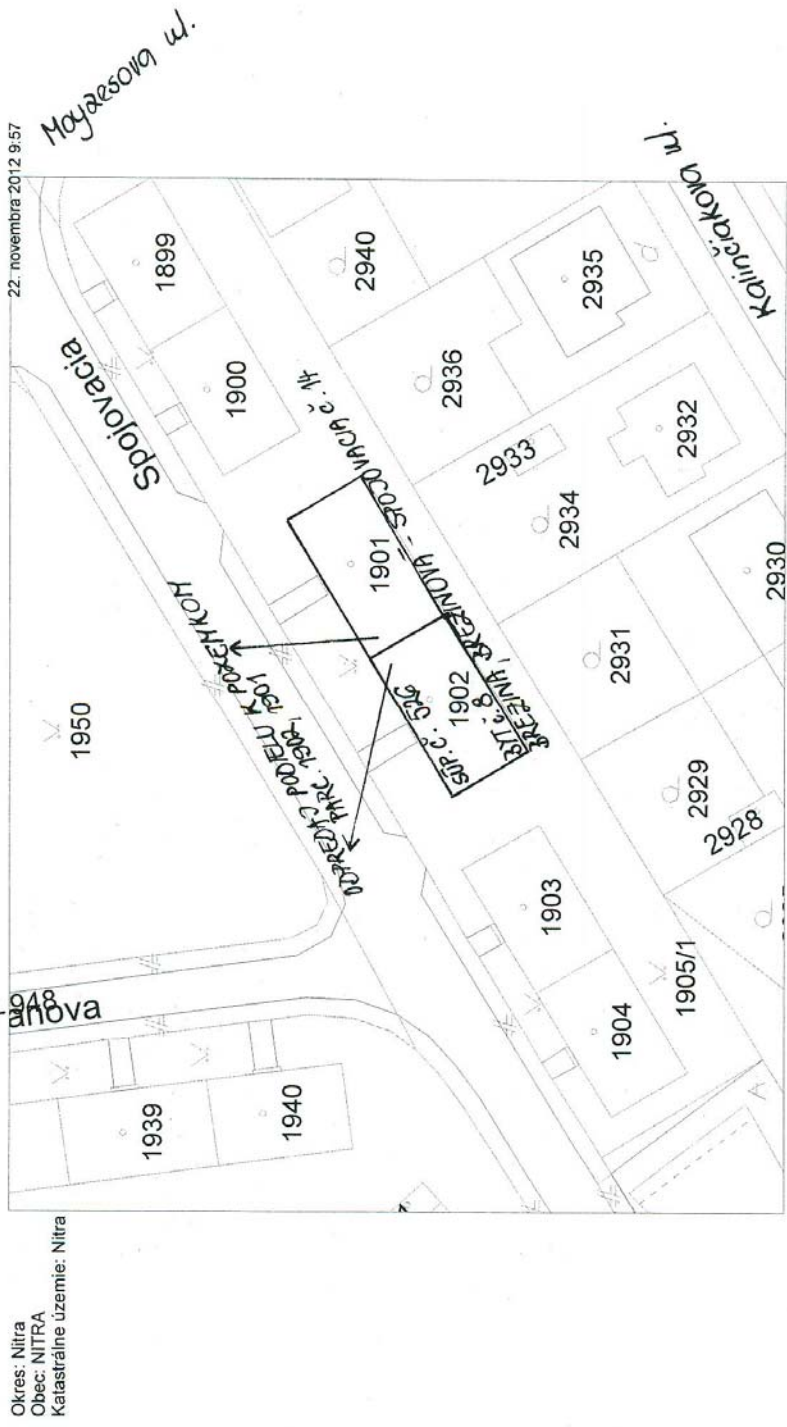 Okres: Nitra
Obec: NITRA
Katastrálne územie: Nitra
22. novembra 2012 9:57
Moyzesova ul.
Spojovacia
1899
1900
2940
1950
2936
2935
Kalinčiakova ul.
ODPREDAJ PODIELU K POZEMKOM
PARC. 1902, 1901
1901
BREZINA, BREZINOVÁ - SPOJOVACIA č. 14
2933
2934
2932
1948
anova
SÚP. č. 526
1902
BYT č. 8
BREZINOVÁ
2931
2930
1939
1940
1903
2929
2928
1904
1905/1